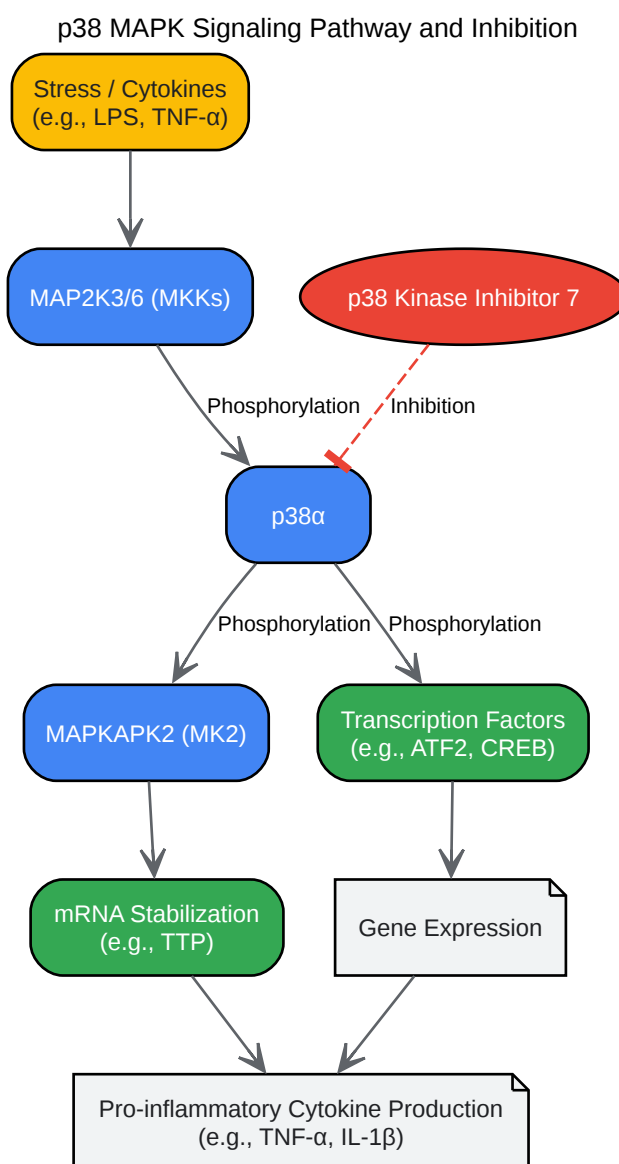 p38 MAPK Signaling Pathway and Inhibition
Stress / Cytokines
(e.g., LPS, TNF-α)
MAP2K3/6 (MKKs)
p38 Kinase Inhibitor 7
Phosphorylation
Inhibition
p38α
Phosphorylation
Phosphorylation
MAPKAPK2 (MK2)
Transcription Factors
(e.g., ATF2, CREB)
mRNA Stabilization
(e.g., TTP)
Gene Expression
Pro-inflammatory Cytokine Production
(e.g., TNF-α, IL-1β)